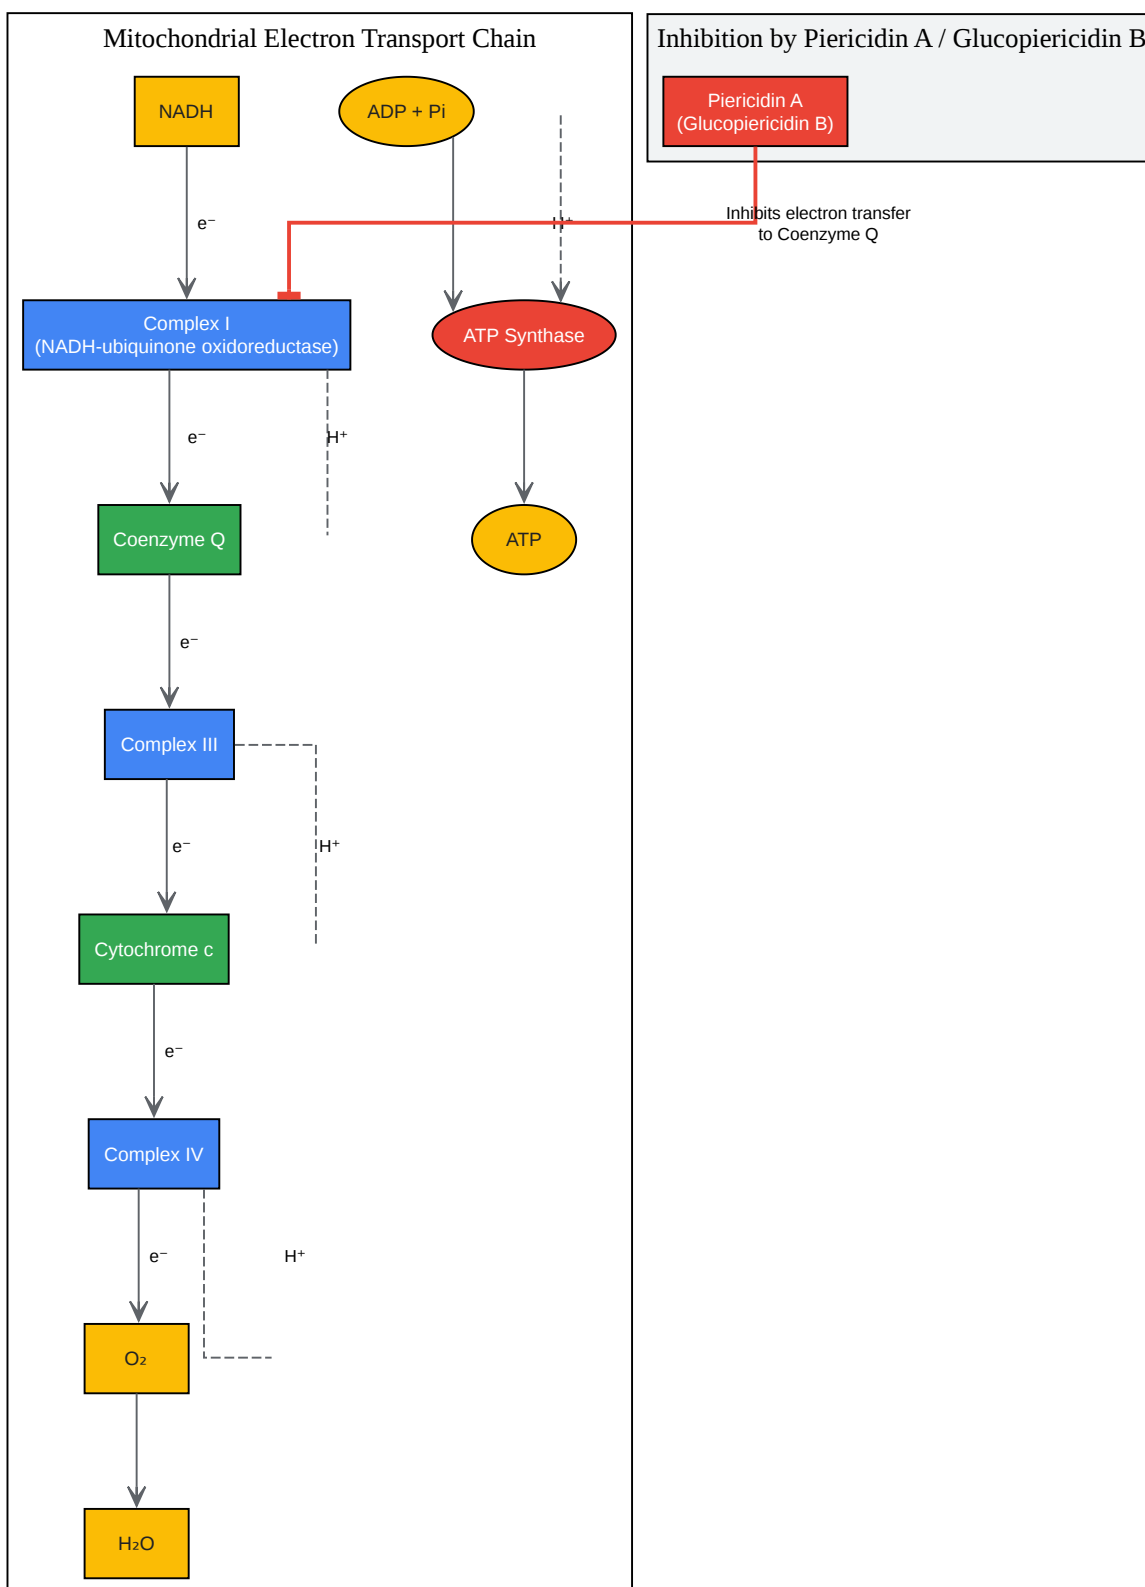 Mitochondrial Electron Transport Chain
Inhibition by Piericidin A / Glucopiericidin B
NADH
ADP + Pi
Piericidin A
(Glucopiericidin B)
e⁻
H⁺
Inhibits electron transfer
to Coenzyme Q
Complex I
(NADH-ubiquinone oxidoreductase)
ATP Synthase
e⁻
H⁺
Coenzyme Q
ATP
e⁻
Complex III
e⁻
H⁺
Cytochrome c
e⁻
Complex IV
e⁻
H⁺
O₂
H₂O